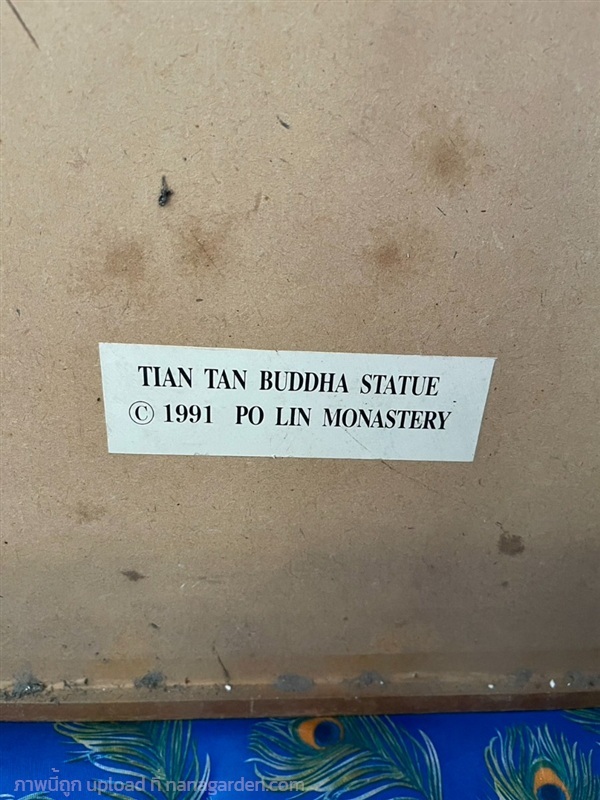 TIAN TAN BUDDHA STATUE
© 1991 PO LIN MONASTERY
ภาพนี้ถูก upload ที่ nanagarden.com